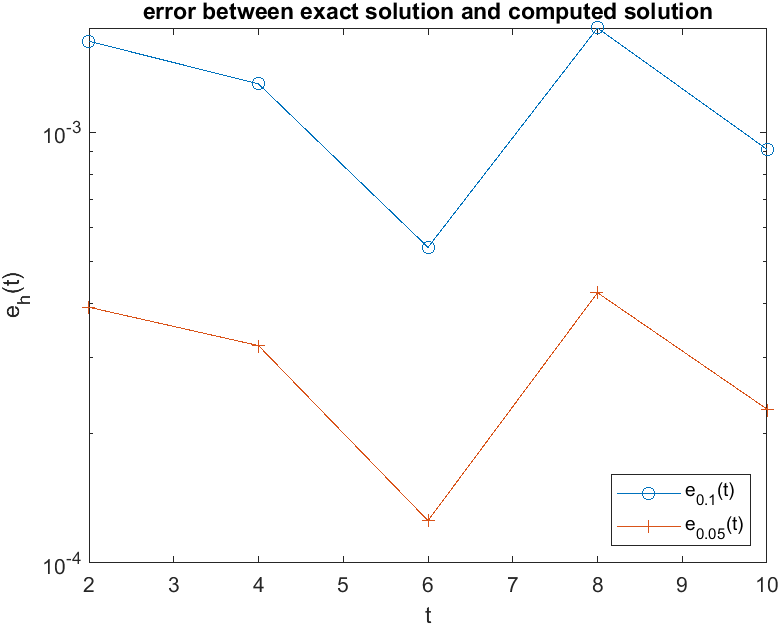 error between exact solution and computed solution
10^-3
e_h(t)
10^-4
2 3 4 5 6 7 8 9 10
t
e_0.1(t)
e_0.05(t)